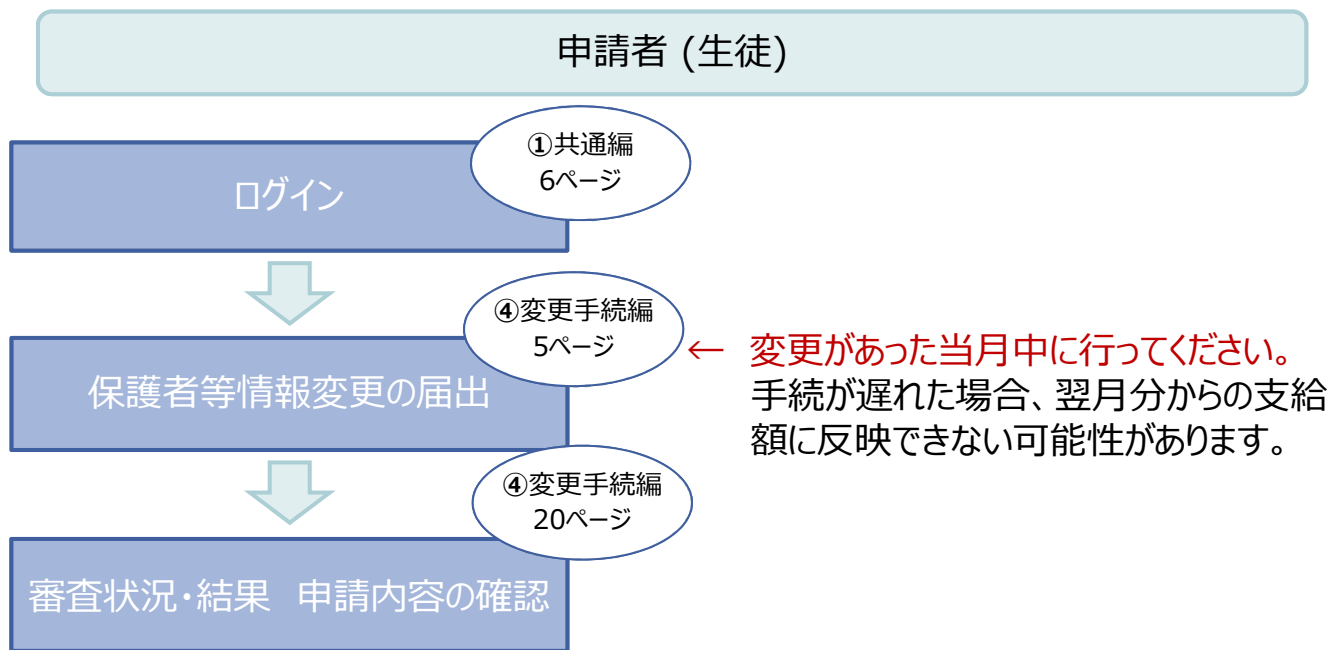 申請者 (生徒)
①共通編
6ページ
ログイン
④変更手続編
5ページ
保護者等情報変更の届出
← 変更があった当月中に行ってください。
手続が遅れた場合、翌月分からの支給
額に反映できない可能性があります。
④変更手続編
20ページ
審査状況・結果　申請内容の確認